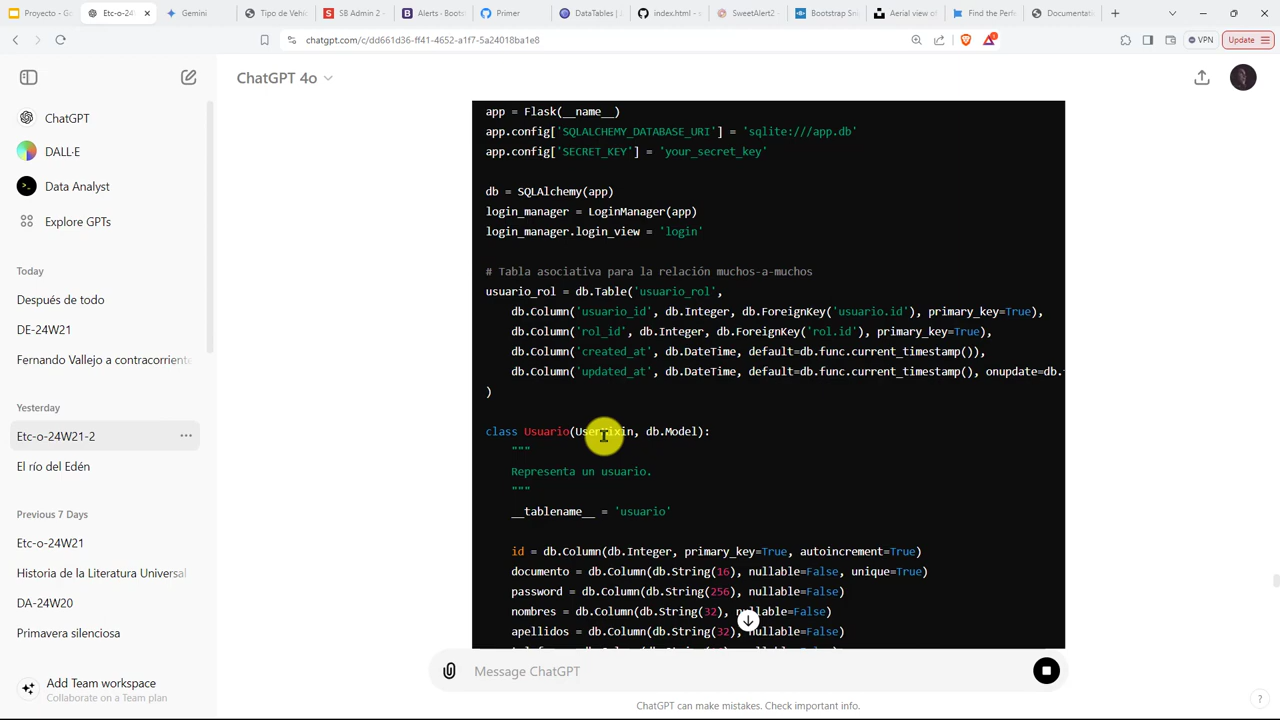 Proyecto - G
Etc-o-24
Gemini
Tipo de Vehi
SB Admin 2
Alerts · Boots
Primer
DataTables | J
index.html - s
SweetAlert2 -
Bootstrap Sni
Aerial view of
Find the Perfe
Documentati
chatgpt.com/c/dd661d36-ff41-4652-a1f7-5a24018ba1e8
VPN
Update
ChatGPT 4o
ChatGPT
DALL·E
Data Analyst
Explore GPTs
Today
Después de todo
DE-24W21
Fernando Vallejo a contracorriente
Yesterday
Etc-o-24W21-2
El río del Edén
Previous 7 Days
Etc-o-24W21
Historia de la Literatura Universal
DA-24W20
Primavera silenciosa
Add Team workspace
Collaborate on a Team plan
app = Flask(__name__)
app.config['SQLALCHEMY_DATABASE_URI'] = 'sqlite:///app.db'
app.config['SECRET_KEY'] = 'your_secret_key'
db = SQLAlchemy(app)
login_manager = LoginManager(app)
login_manager.login_view = 'login'
# Tabla asociativa para la relación muchos-a-muchos
usuario_rol = db.Table('usuario_rol',
db.Column('usuario_id', db.Integer, db.ForeignKey('usuario.id'), primary_key=True),
db.Column('rol_id', db.Integer, db.ForeignKey('rol.id'), primary_key=True),
db.Column('created_at', db.DateTime, default=db.func.current_timestamp()),
db.Column('updated_at', db.DateTime, default=db.func.current_timestamp(), onupdate=db.
)
class Usuario(UserMixin, db.Model):
"""
Representa un usuario.
"""
__tablename__ = 'usuario'
id = db.Column(db.Integer, primary_key=True, autoincrement=True)
documento = db.Column(db.String(16), nullable=False, unique=True)
password = db.Column(db.String(256), nullable=False)
nombres = db.Column(db.String(32), nullable=False)
apellidos = db.Column(db.String(32), nullable=False)
Message ChatGPT
ChatGPT can make mistakes. Check important info.
?